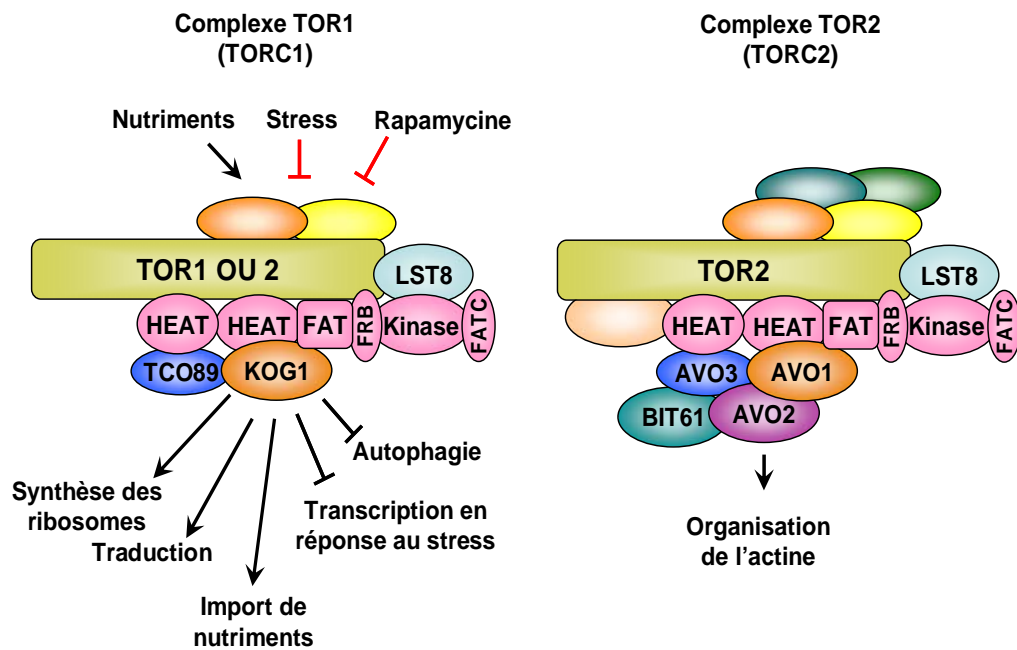 Complexe TOR1
(TORC1)
Nutriments Stress Rapamycine
TOR1 OU 2
LST8
HEAT HEAT FAT FRB Kinase FATC
TCO89 KOG1
Autophagie
Synthèse des
ribosomes
Transcription en
réponse au stress
Traduction
Import de
nutriments
Complexe TOR2
(TORC2)
TOR2
LST8
HEAT HEAT FAT FRB Kinase FATC
AVO3 AVO1
BIT61 AVO2
Organisation
de l'actine